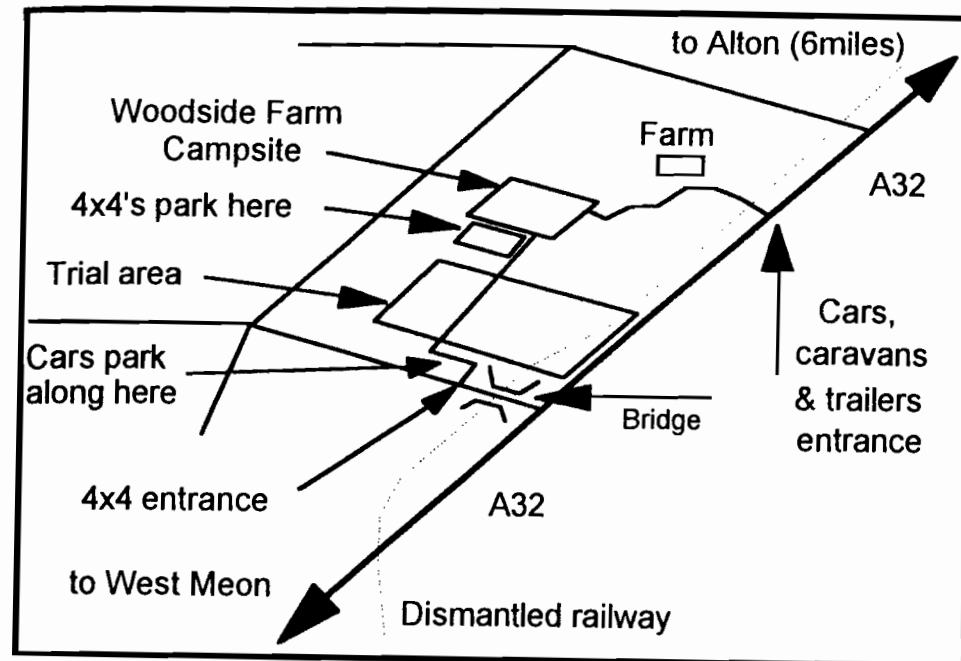 to Alton (6miles)
Woodside Farm
Campsite
Farm
A32
4x4's park here
Trial area
Cars,
caravans
& trailers
entrance
Cars park
along here
Bridge
4x4 entrance
A32
to West Meon
Dismantled railway